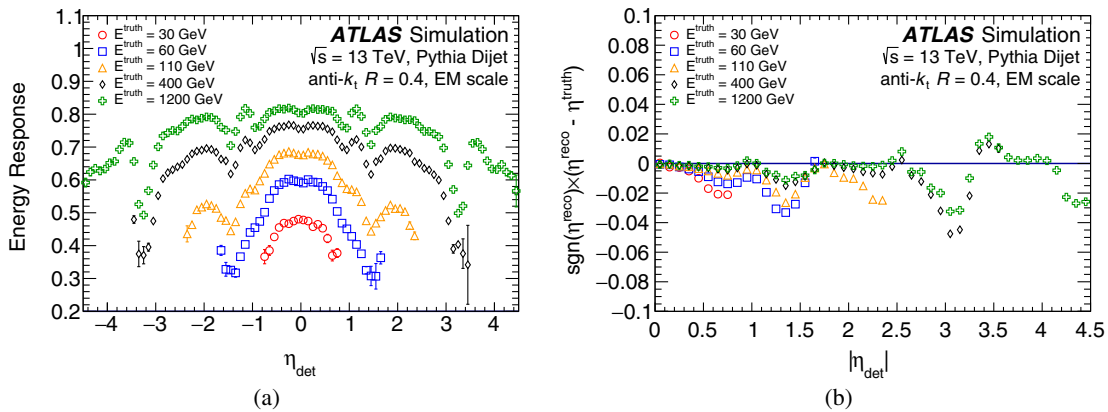 ATLAS Simulation
√s = 13 TeV, Pythia Dijet
anti-kt R = 0.4, EM scale
E^truth = 30 GeV
E^truth = 60 GeV
E^truth = 110 GeV
E^truth = 400 GeV
E^truth = 1200 GeV
Energy Response
1.1
1
0.9
0.8
0.7
0.6
0.5
0.4
0.3
0.2
−4 −3 −2 −1 0 1 2 3 4
η_det
(a)
ATLAS Simulation
√s = 13 TeV, Pythia Dijet
anti-kt R = 0.4, EM scale
E^truth = 30 GeV
E^truth = 60 GeV
E^truth = 110 GeV
E^truth = 400 GeV
E^truth = 1200 GeV
sgn(η^reco)×(η^reco - η^truth)
0.1
0.08
0.06
0.04
0.02
0
−0.02
−0.04
−0.06
−0.08
−0.1
0 0.5 1 1.5 2 2.5 3 3.5 4 4.5
|η_det|
(b)